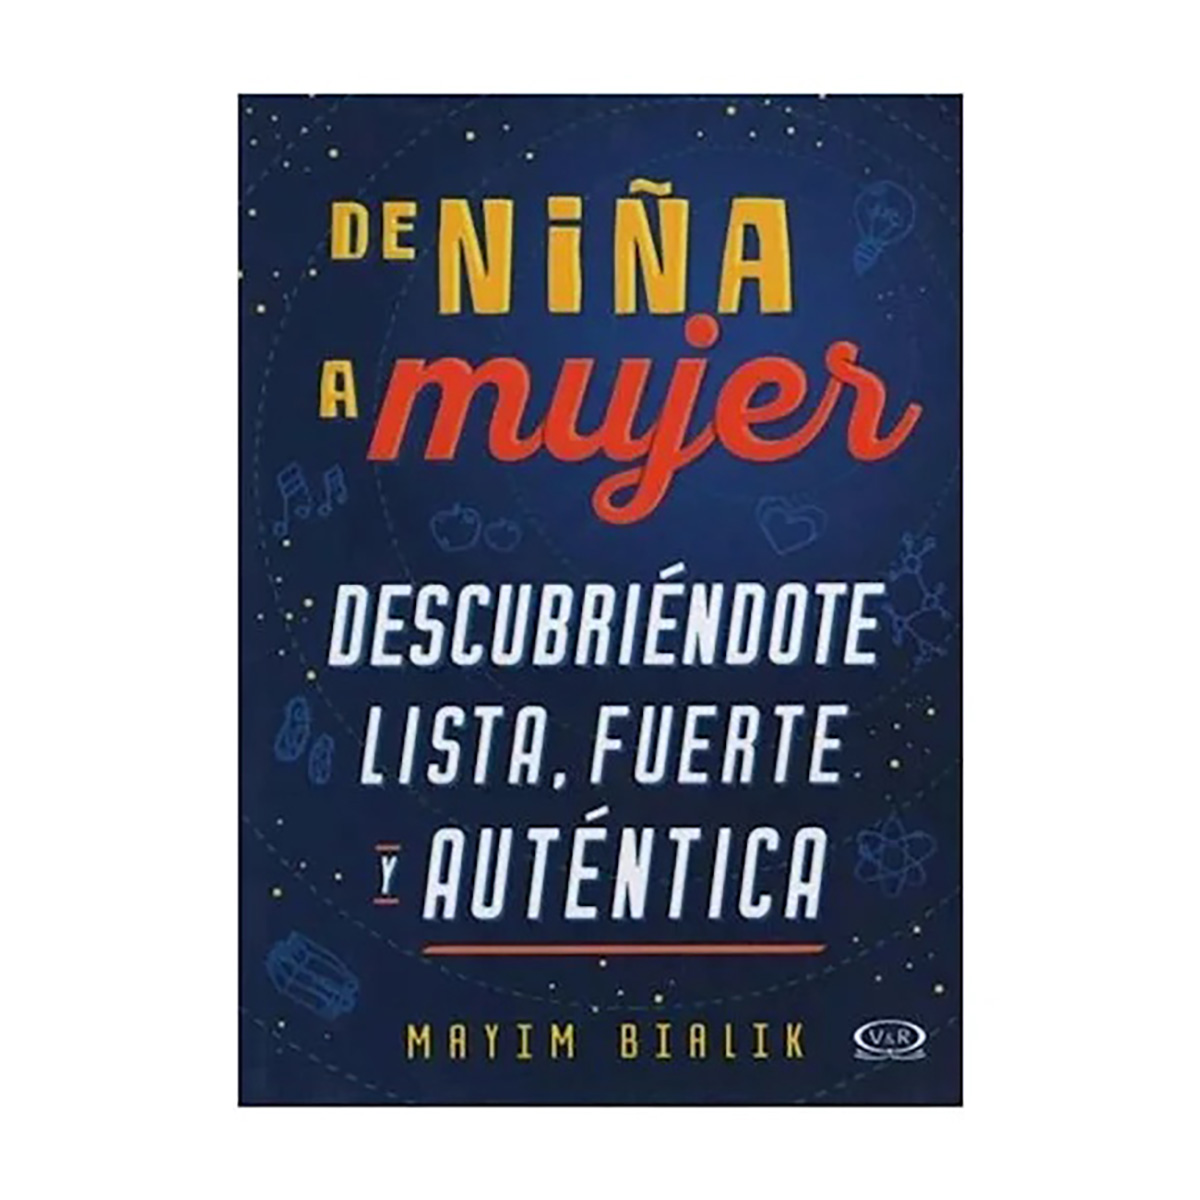 DE NIÑA
A mujer
DESCUBRIÉNDOTE
LISTA, FUERTE
Y AUTÉNTICA
MAYIM BIALIK
V&R